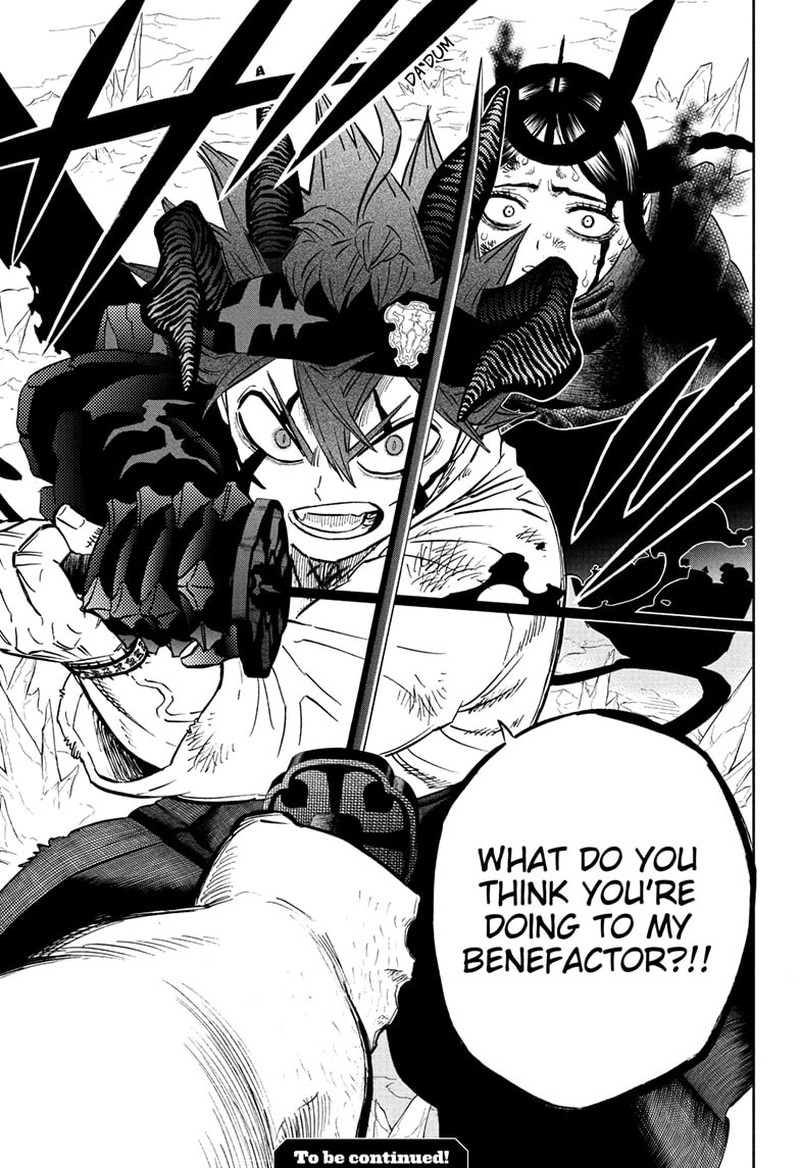 DA-DUM
WHAT DO YOU
THINK YOU'RE
DOING TO MY
BENEFACTOR?!!
To be continued!